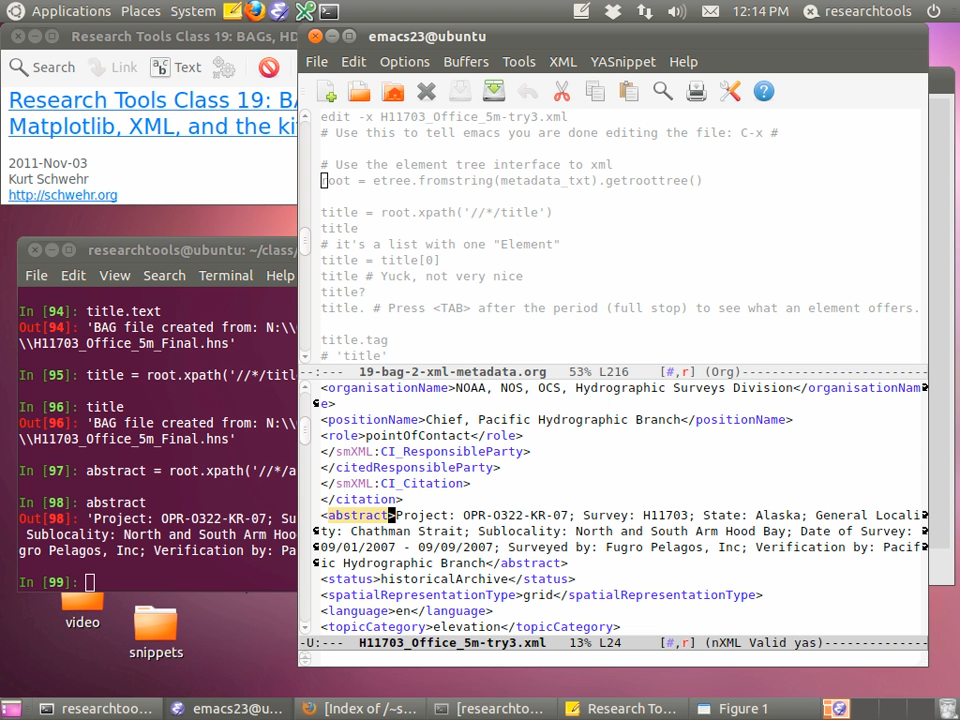 Applications Places System
12:14 PM researchtools
Research Tools Class 19: BAGs, HD
Search Link Text
Research Tools Class 19: BA
Matplotlib, XML, and the ki
2011-Nov-03
Kurt Schwehr
http://schwehr.org
researchtools@ubuntu: ~/class/
File Edit View Search Terminal Help
In [94]: title.text
Out[94]: 'BAG file created from: N:\\
\\H11703_Office_5m_Final.hns'
In [95]: title = root.xpath('//*/titl
In [96]: title
Out[96]: 'BAG file created from: N:\\
\\H11703_Office_5m_Final.hns'
In [97]: abstract = root.xpath('//*/a
In [98]: abstract
Out[98]: 'Project: OPR-O322-KR-07; Su
Sublocality: North and South Arm Hoo
gro Pelagos, Inc; Verification by: Pa
In [99]:
video
snippets
emacs23@ubuntu
File Edit Options Buffers Tools XML YASnippet Help
edit -x H11703_Office_5m-try3.xml
# Use this to tell emacs you are done editing the file: C-x #
# Use the element tree interface to xml
root = etree.fromstring(metadata_txt).getroottree()
title = root.xpath('//*/title')
title
# it's a list with one "Element"
title = title[0]
title # Yuck, not very nice
title?
title. # Press <TAB> after the period (full stop) to see what an element offers.
title.tag
# 'title'
--:--- 19-bag-2-xml-metadata.org 53% L216 [#,r] (Org)-----------------------
<organisationName>NOAA, NOS, OCS, Hydrographic Surveys Division</organisationNam
e>
<positionName>Chief, Pacific Hydrographic Branch</positionName>
<role>pointOfContact</role>
</smXML:CI_ResponsibleParty>
</citedResponsibleParty>
</smXML:CI_Citation>
</citation>
<abstract>Project: OPR-O322-KR-07; Survey: H11703; State: Alaska; General Locali
ty: Chathman Strait; Sublocality: North and South Arm Hood Bay; Date of Survey:
09/01/2007 - 09/09/2007; Surveyed by: Fugro Pelagos, Inc; Verification by: Pacif
ic Hydrographic Branch</abstract>
<status>historicalArchive</status>
<spatialRepresentationType>grid</spatialRepresentationType>
<language>en</language>
<topicCategory>elevation</topicCategory>
-U:--- H11703_Office_5m-try3.xml 13% L24 [#,r] (nXML Valid yas)-------------
researchtoo... emacs23@u... [Index of /~s... [researchto... Research To... Figure 1